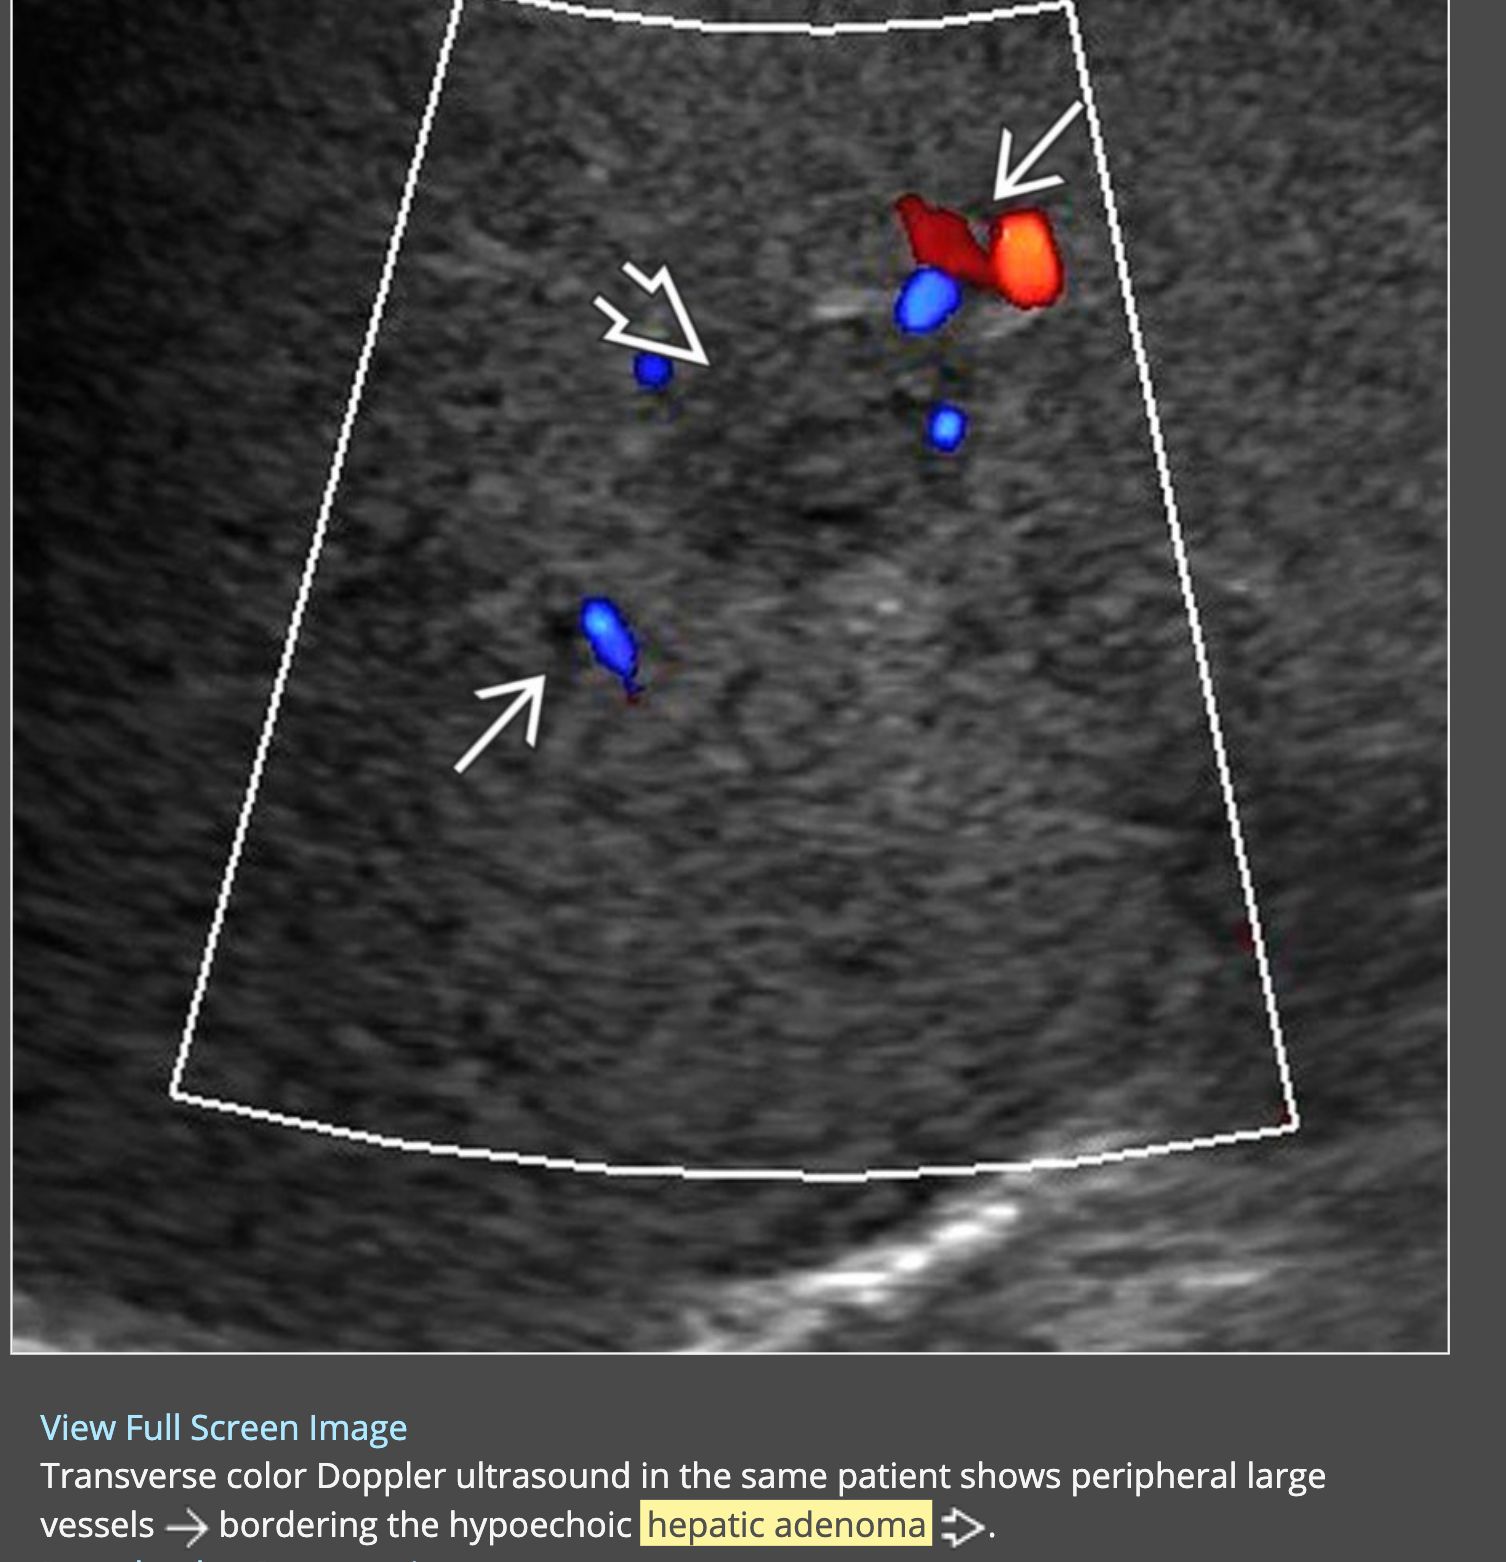 View Full Screen Image
Transverse color Doppler ultrasound in the same patient shows peripheral large
vessels → bordering the hypoechoic hepatic adenoma ⇨.